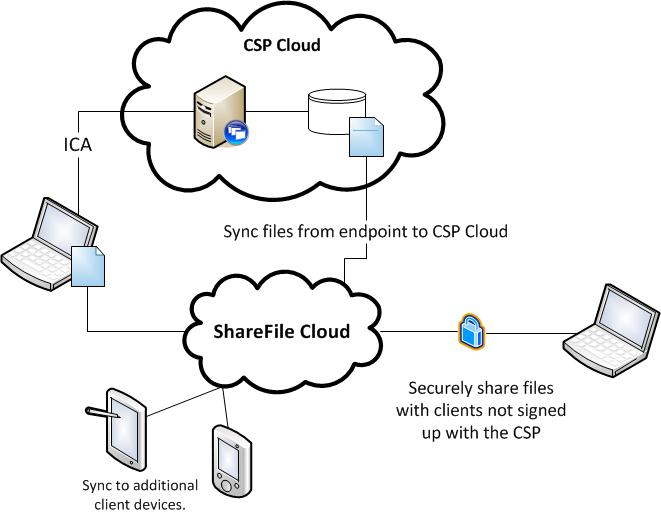 CSP Cloud
ICA
Sync files from endpoint to CSP Cloud
ShareFile Cloud
Securely share files
with clients not signed
up with the CSP
Sync to additional
client devices.